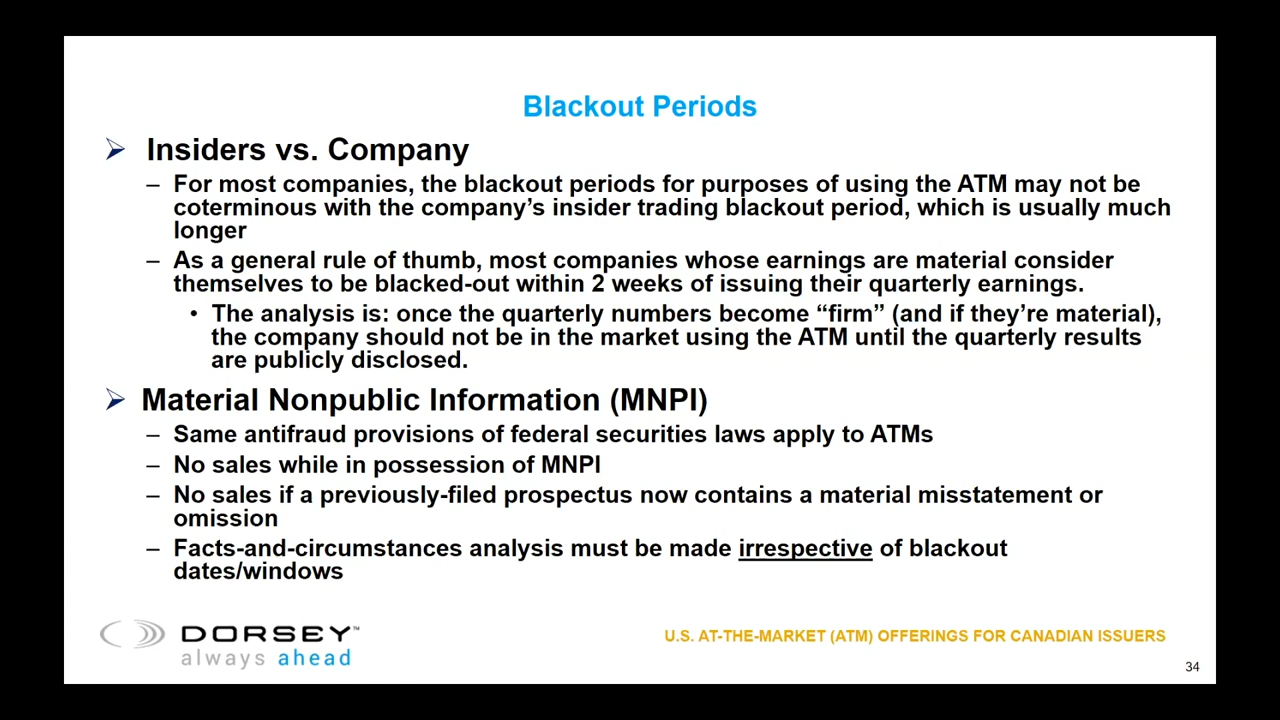 Blackout Periods
➢ Insiders vs. Company
– For most companies, the blackout periods for purposes of using the ATM may not be
coterminous with the company’s insider trading blackout period, which is usually much
longer
– As a general rule of thumb, most companies whose earnings are material consider
themselves to be blacked-out within 2 weeks of issuing their quarterly earnings.
• The analysis is: once the quarterly numbers become “firm” (and if they’re material),
the company should not be in the market using the ATM until the quarterly results
are publicly disclosed.
➢ Material Nonpublic Information (MNPI)
– Same antifraud provisions of federal securities laws apply to ATMs
– No sales while in possession of MNPI
– No sales if a previously-filed prospectus now contains a material misstatement or
omission
– Facts-and-circumstances analysis must be made irrespective of blackout
dates/windows
DORSEY™
always ahead
U.S. AT-THE-MARKET (ATM) OFFERINGS FOR CANADIAN ISSUERS
34